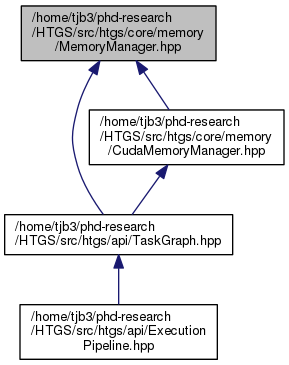 /home/tjb3/phd-research
/HTGS/src/htgs/core/memory
/MemoryManager.hpp
/home/tjb3/phd-research
/HTGS/src/htgs/core/memory
/CudaMemoryManager.hpp
/home/tjb3/phd-research
/HTGS/src/htgs/api/TaskGraph.hpp
/home/tjb3/phd-research
/HTGS/src/htgs/api/Execution
Pipeline.hpp